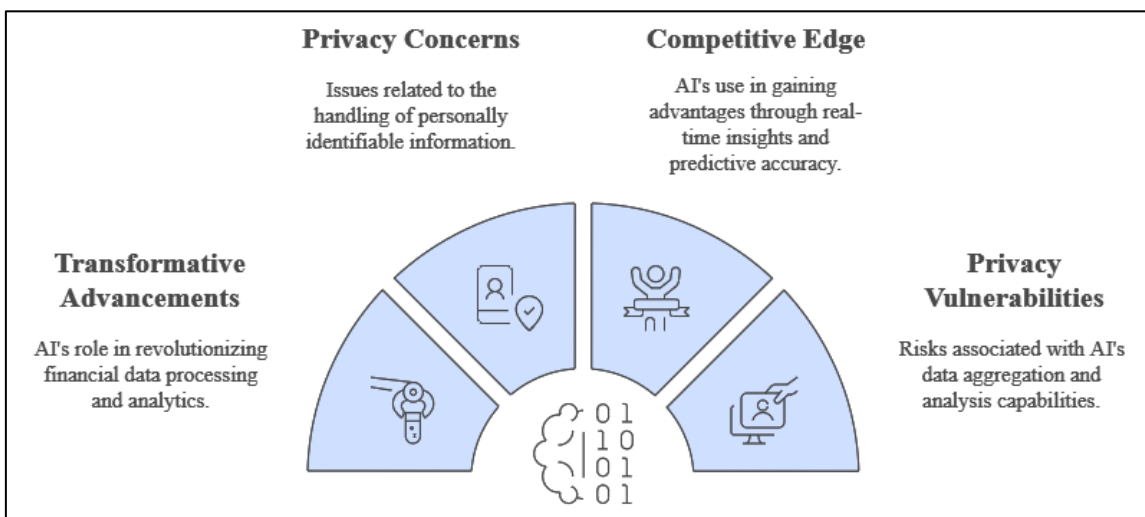 Privacy Concerns
Issues related to the
handling of personally
identifiable information.
Competitive Edge
AI's use in gaining
advantages through real-
time insights and
predictive accuracy.
Transformative
Advancements
AI's role in revolutionizing
financial data processing
and analytics.
Privacy
Vulnerabilities
Risks associated with AI's
data aggregation and
analysis capabilities.
0 1
1 0
0 1
0 1